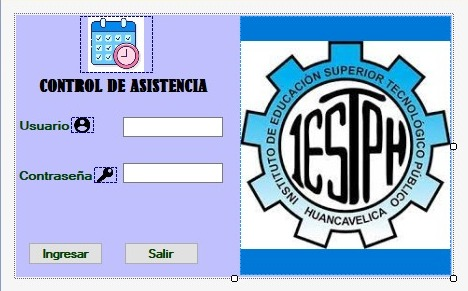 CONTROL DE ASISTENCIA
Usuario
Contraseña
Ingresar Salir
INSTITUTO DE EDUCACIÓN SUPERIOR TECNOLÓGICO PÚBLICO
IESTPH
HUANCAVELICA